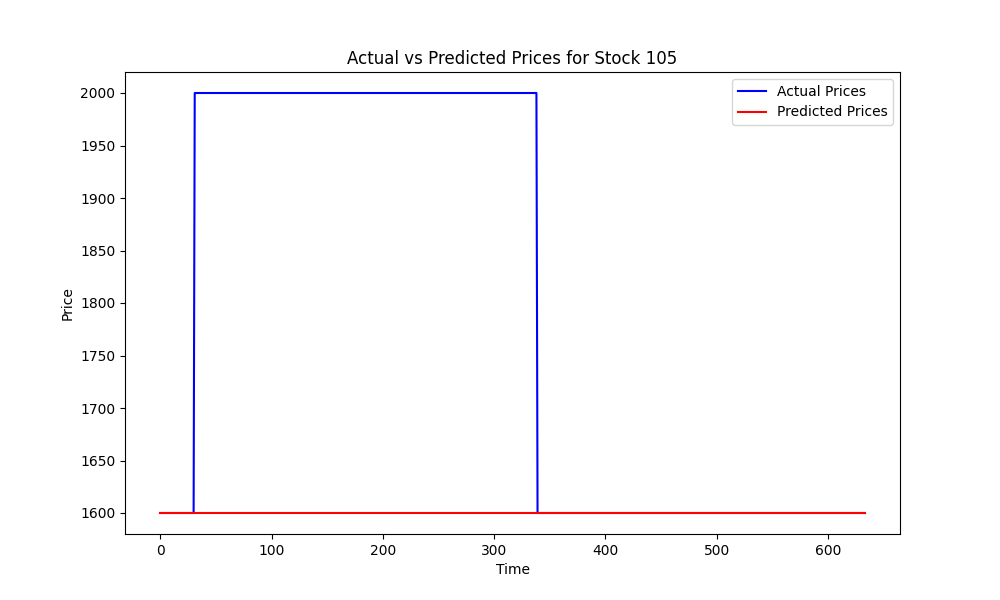 Actual vs Predicted Prices for Stock 105
Actual Prices
Predicted Prices
2000
1950
1900
1850
1800
1750
1700
1650
1600
Price
0 100 200 300 400 500 600
Time